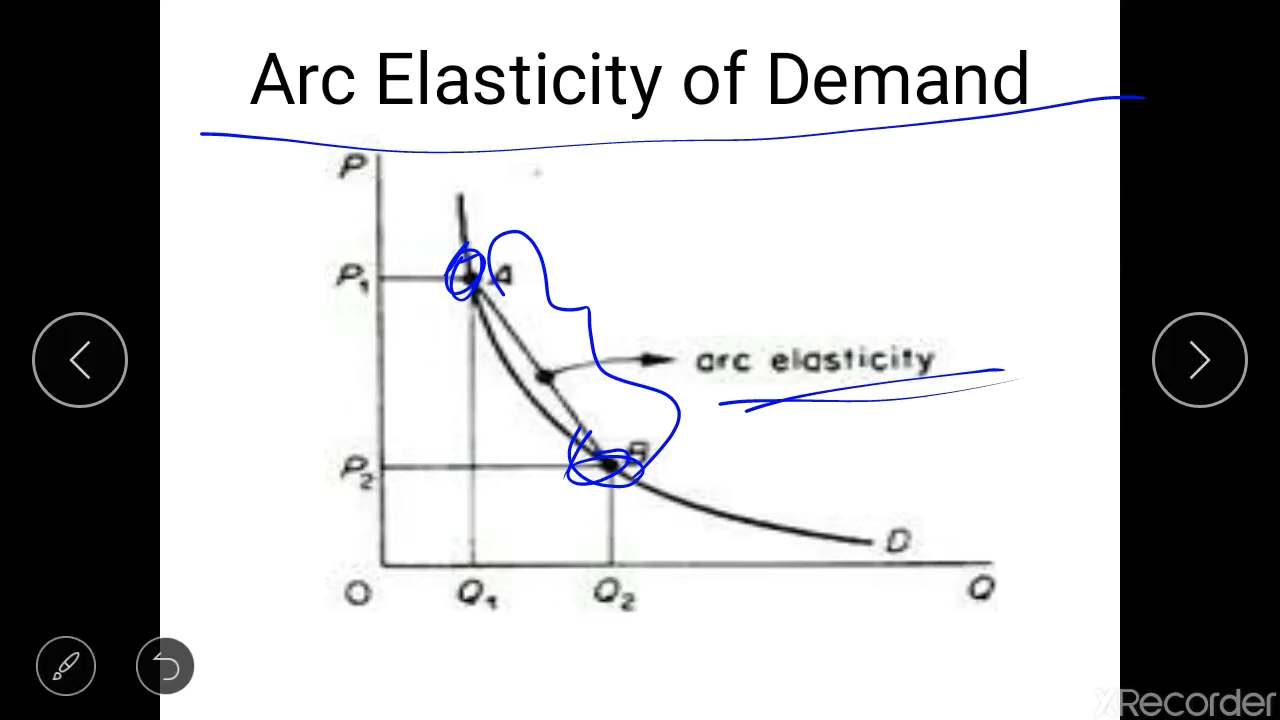 Arc Elasticity of Demand
P
P₁
A
arc elasticity
P₂
B
D
O
Q₁
Q₂
Q
XRecorder